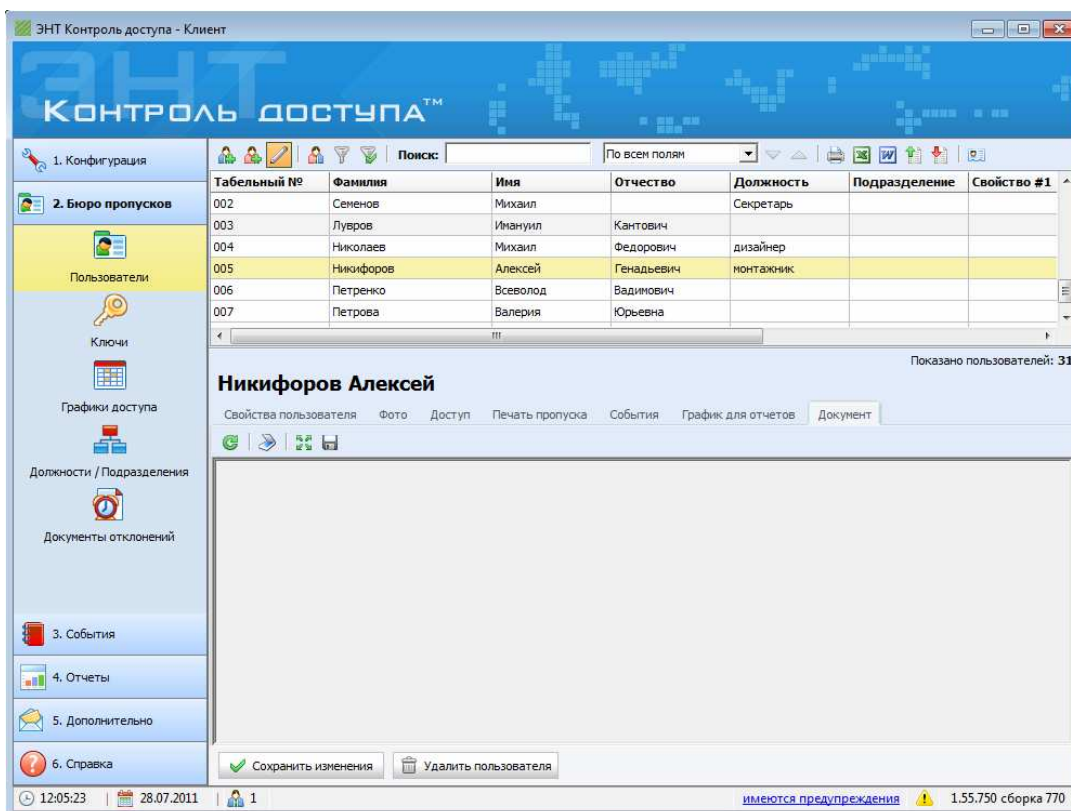 ЭНТ Контроль доступа - Клиент
ЭНТ
Контроль доступа™
1. Конфигурация
2. Бюро пропусков
Пользователи
Ключи
Графики доступа
Должности / Подразделения
Документы отклонений
3. События
4. Отчеты
5. Дополнительно
6. Справка
Поиск: По всем полям
Табельный № Фамилия Имя Отчество Должность Подразделение Свойство #1
002 Семенов Михаил Секретарь
003 Лувров Имануил Кантович
004 Николаев Михаил Федорович дизайнер
005 Никифоров Алексей Генадьевич монтажник
006 Петренко Всеволод Вадимович
007 Петрова Валерия Юрьевна
Показано пользователей: 31
Никифоров Алексей
Свойства пользователя Фото Доступ Печать пропуска События График для отчетов Документ
Сохранить изменения Удалить пользователя
12:05:23 28.07.2011 1 имеются предупреждения 1.55.750 сборка 770